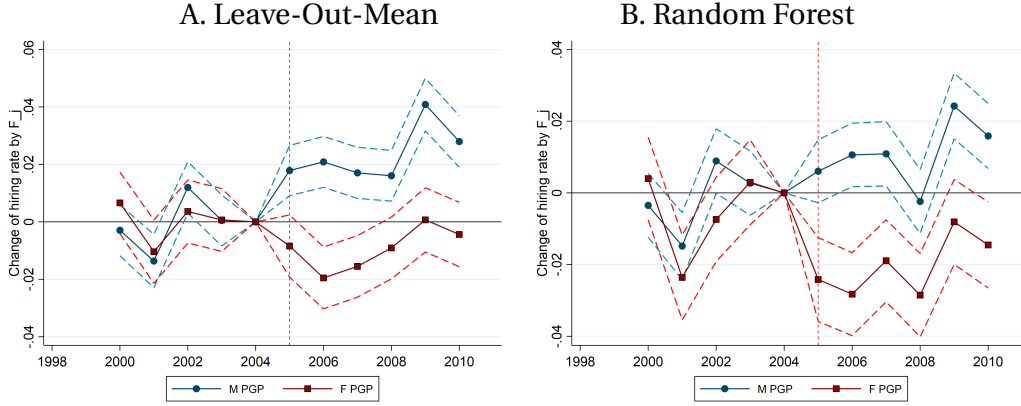 A. Leave-Out-Mean
Change of hiring rate by F_j
.06
.04
.02
0
-.02
-.04
1998 2000 2002 2004 2006 2008 2010
M PGP F PGP
B. Random Forest
Change of hiring rate by F_j
.04
.02
0
-.02
-.04
1998 2000 2002 2004 2006 2008 2010
M PGP F PGP